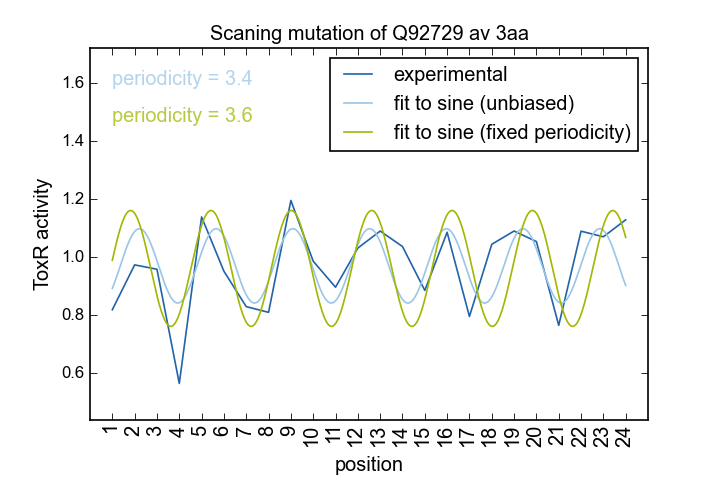 Scaning mutation of Q92729 av 3aa
periodicity = 3.4
periodicity = 3.6
experimental
fit to sine (unbiased)
fit to sine (fixed periodicity)
ToxR activity
1.6
1.4
1.2
1.0
0.8
0.6
1 2 3 4 5 6 7 8 9 10 11 12 13 14 15 16 17 18 19 20 21 22 23 24
position